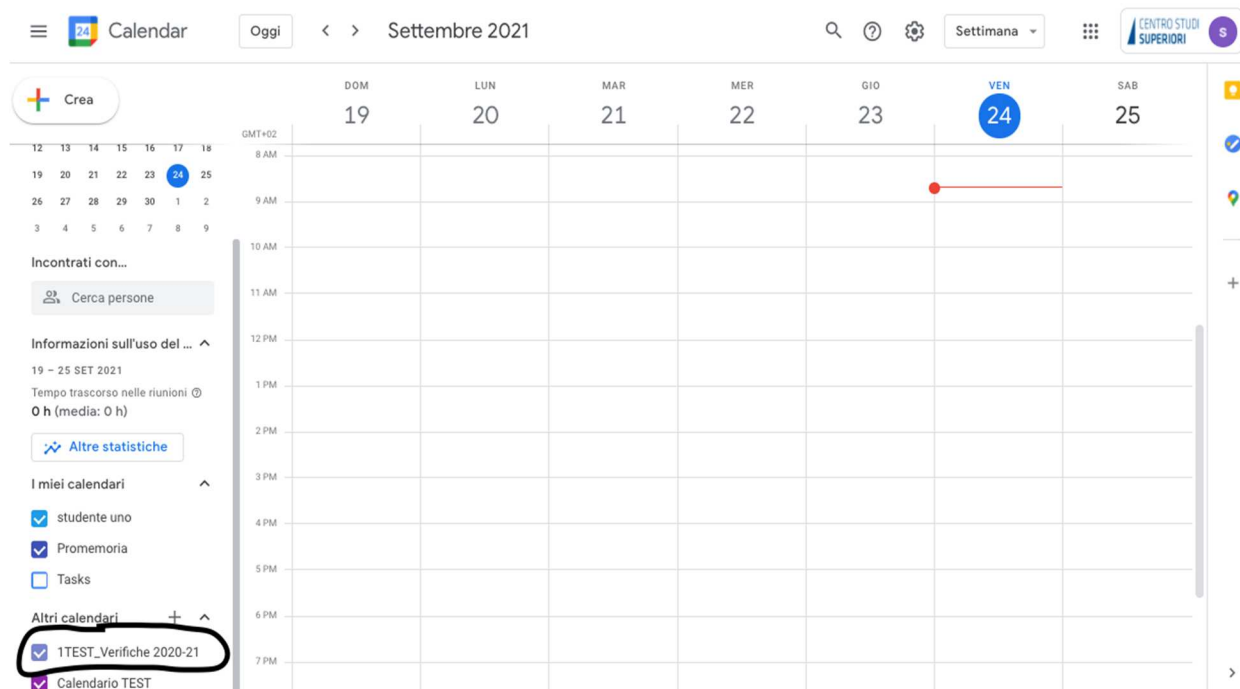 24 Calendar
Oggi
Settembre 2021
Settimana
CENTRO STUDI
SUPERIORI
S
Crea
DOM LUN MAR MER GIO VEN SAB
19 20 21 22 23 24 25
GMT+02
12 13 14 15 16 17 18
19 20 21 22 23 24 25
26 27 28 29 30 1 2
3 4 5 6 7 8 9
Incontrati con...
Cerca persone
Informazioni sull'uso del ...
19 – 25 SET 2021
Tempo trascorso nelle riunioni
0 h (media: 0 h)
Altre statistiche
I miei calendari
studente uno
Promemoria
Tasks
Altri calendari
1TEST_Verifiche 2020-21
Calendario TEST
8 AM
9 AM
10 AM
11 AM
12 PM
1 PM
2 PM
3 PM
4 PM
5 PM
6 PM
7 PM